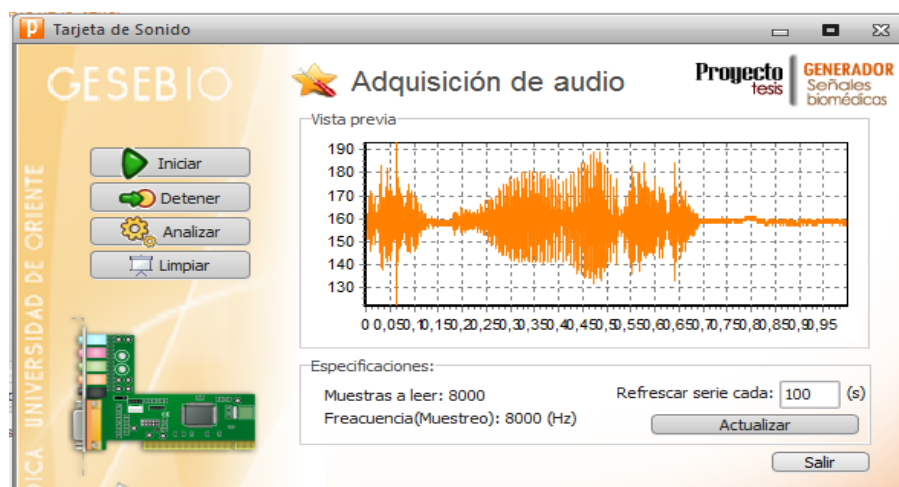 Tarjeta de Sonido
GESEBIO
Adquisición de audio
Proyecto
tesis
GENERADOR
Señales
biomédicas
Vista previa
Iniciar
Detener
Analizar
Limpiar
190
180
170
160
150
140
130
0 0,050,10,150,20,250,30,350,40,450,50,550,60,650,70,750,80,850,90,95
Especificaciones:
Muestras a leer: 8000
Freacuencia(Muestreo): 8000 (Hz)
Refrescar serie cada: 100 (s)
Actualizar
Salir
DICA UNIVERSIDAD DE ORIENTE